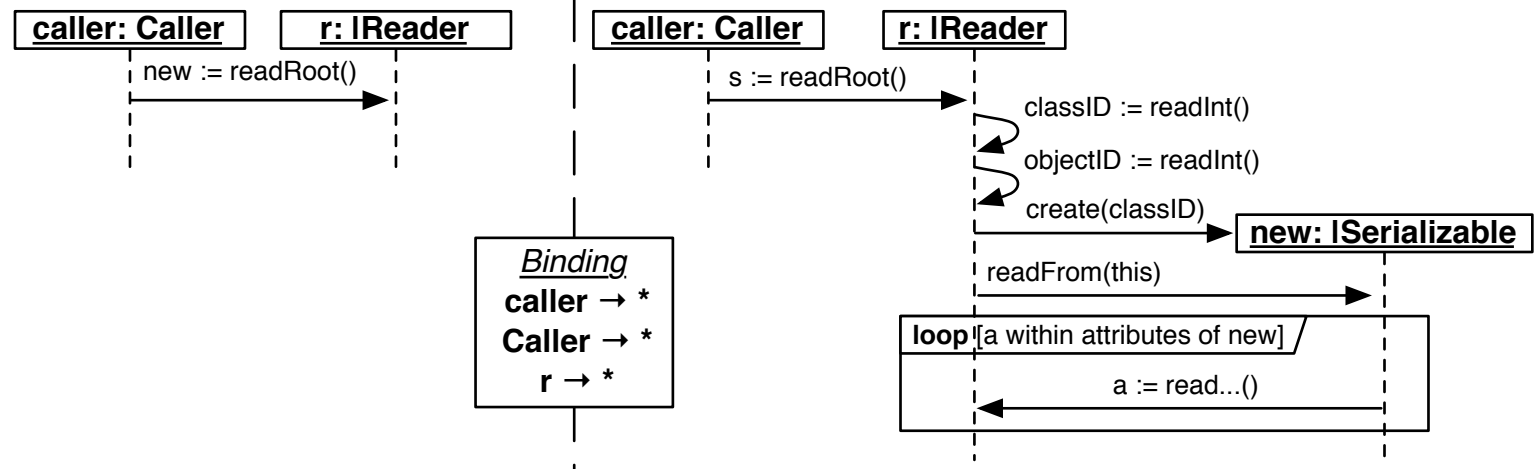 caller: Caller
r: IReader
new := readRoot()
Binding
caller → *
Caller → *
r → *
caller: Caller
r: IReader
s := readRoot()
classID := readInt()
objectID := readInt()
create(classID)
new: ISerializable
readFrom(this)
loop [a within attributes of new]
a := read...()